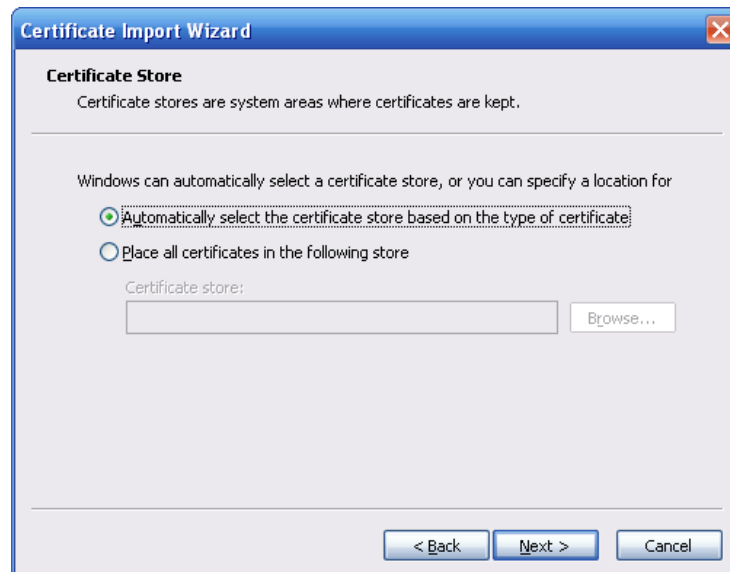 Certificate Import Wizard
Certificate Store
Certificate stores are system areas where certificates are kept.
Windows can automatically select a certificate store, or you can specify a location for
Automatically select the certificate store based on the type of certificate
Place all certificates in the following store
Certificate store:
Browse...
< Back
Next >
Cancel